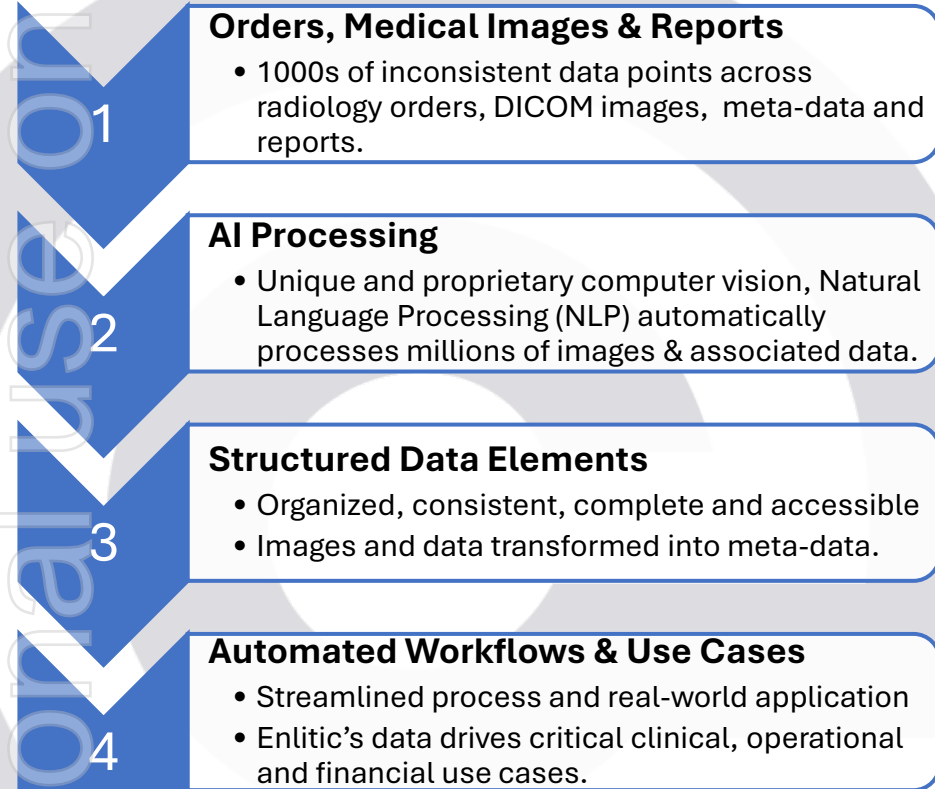 Orders, Medical Images & Reports
• 1000s of inconsistent data points across
radiology orders, DICOM images, meta-data and
reports.
1
AI Processing
• Unique and proprietary computer vision, Natural
Language Processing (NLP) automatically
processes millions of images & associated data.
2
Structured Data Elements
• Organized, consistent, complete and accessible
• Images and data transformed into meta-data.
3
Automated Workflows & Use Cases
• Streamlined process and real-world application
• Enlitic’s data drives critical clinical, operational
and financial use cases.
4
onal use on